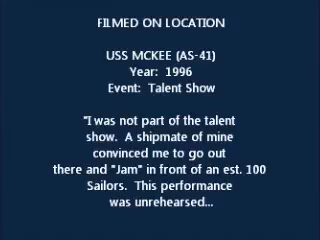 FILMED ON LOCATION
USS MCKEE (AS-41)
Year: 1996
Event: Talent Show
"I was not part of the talent
show. A shipmate of mine
convinced me to go out
there and "Jam" in front of an est. 100
Sailors. This performance
was unrehearsed...